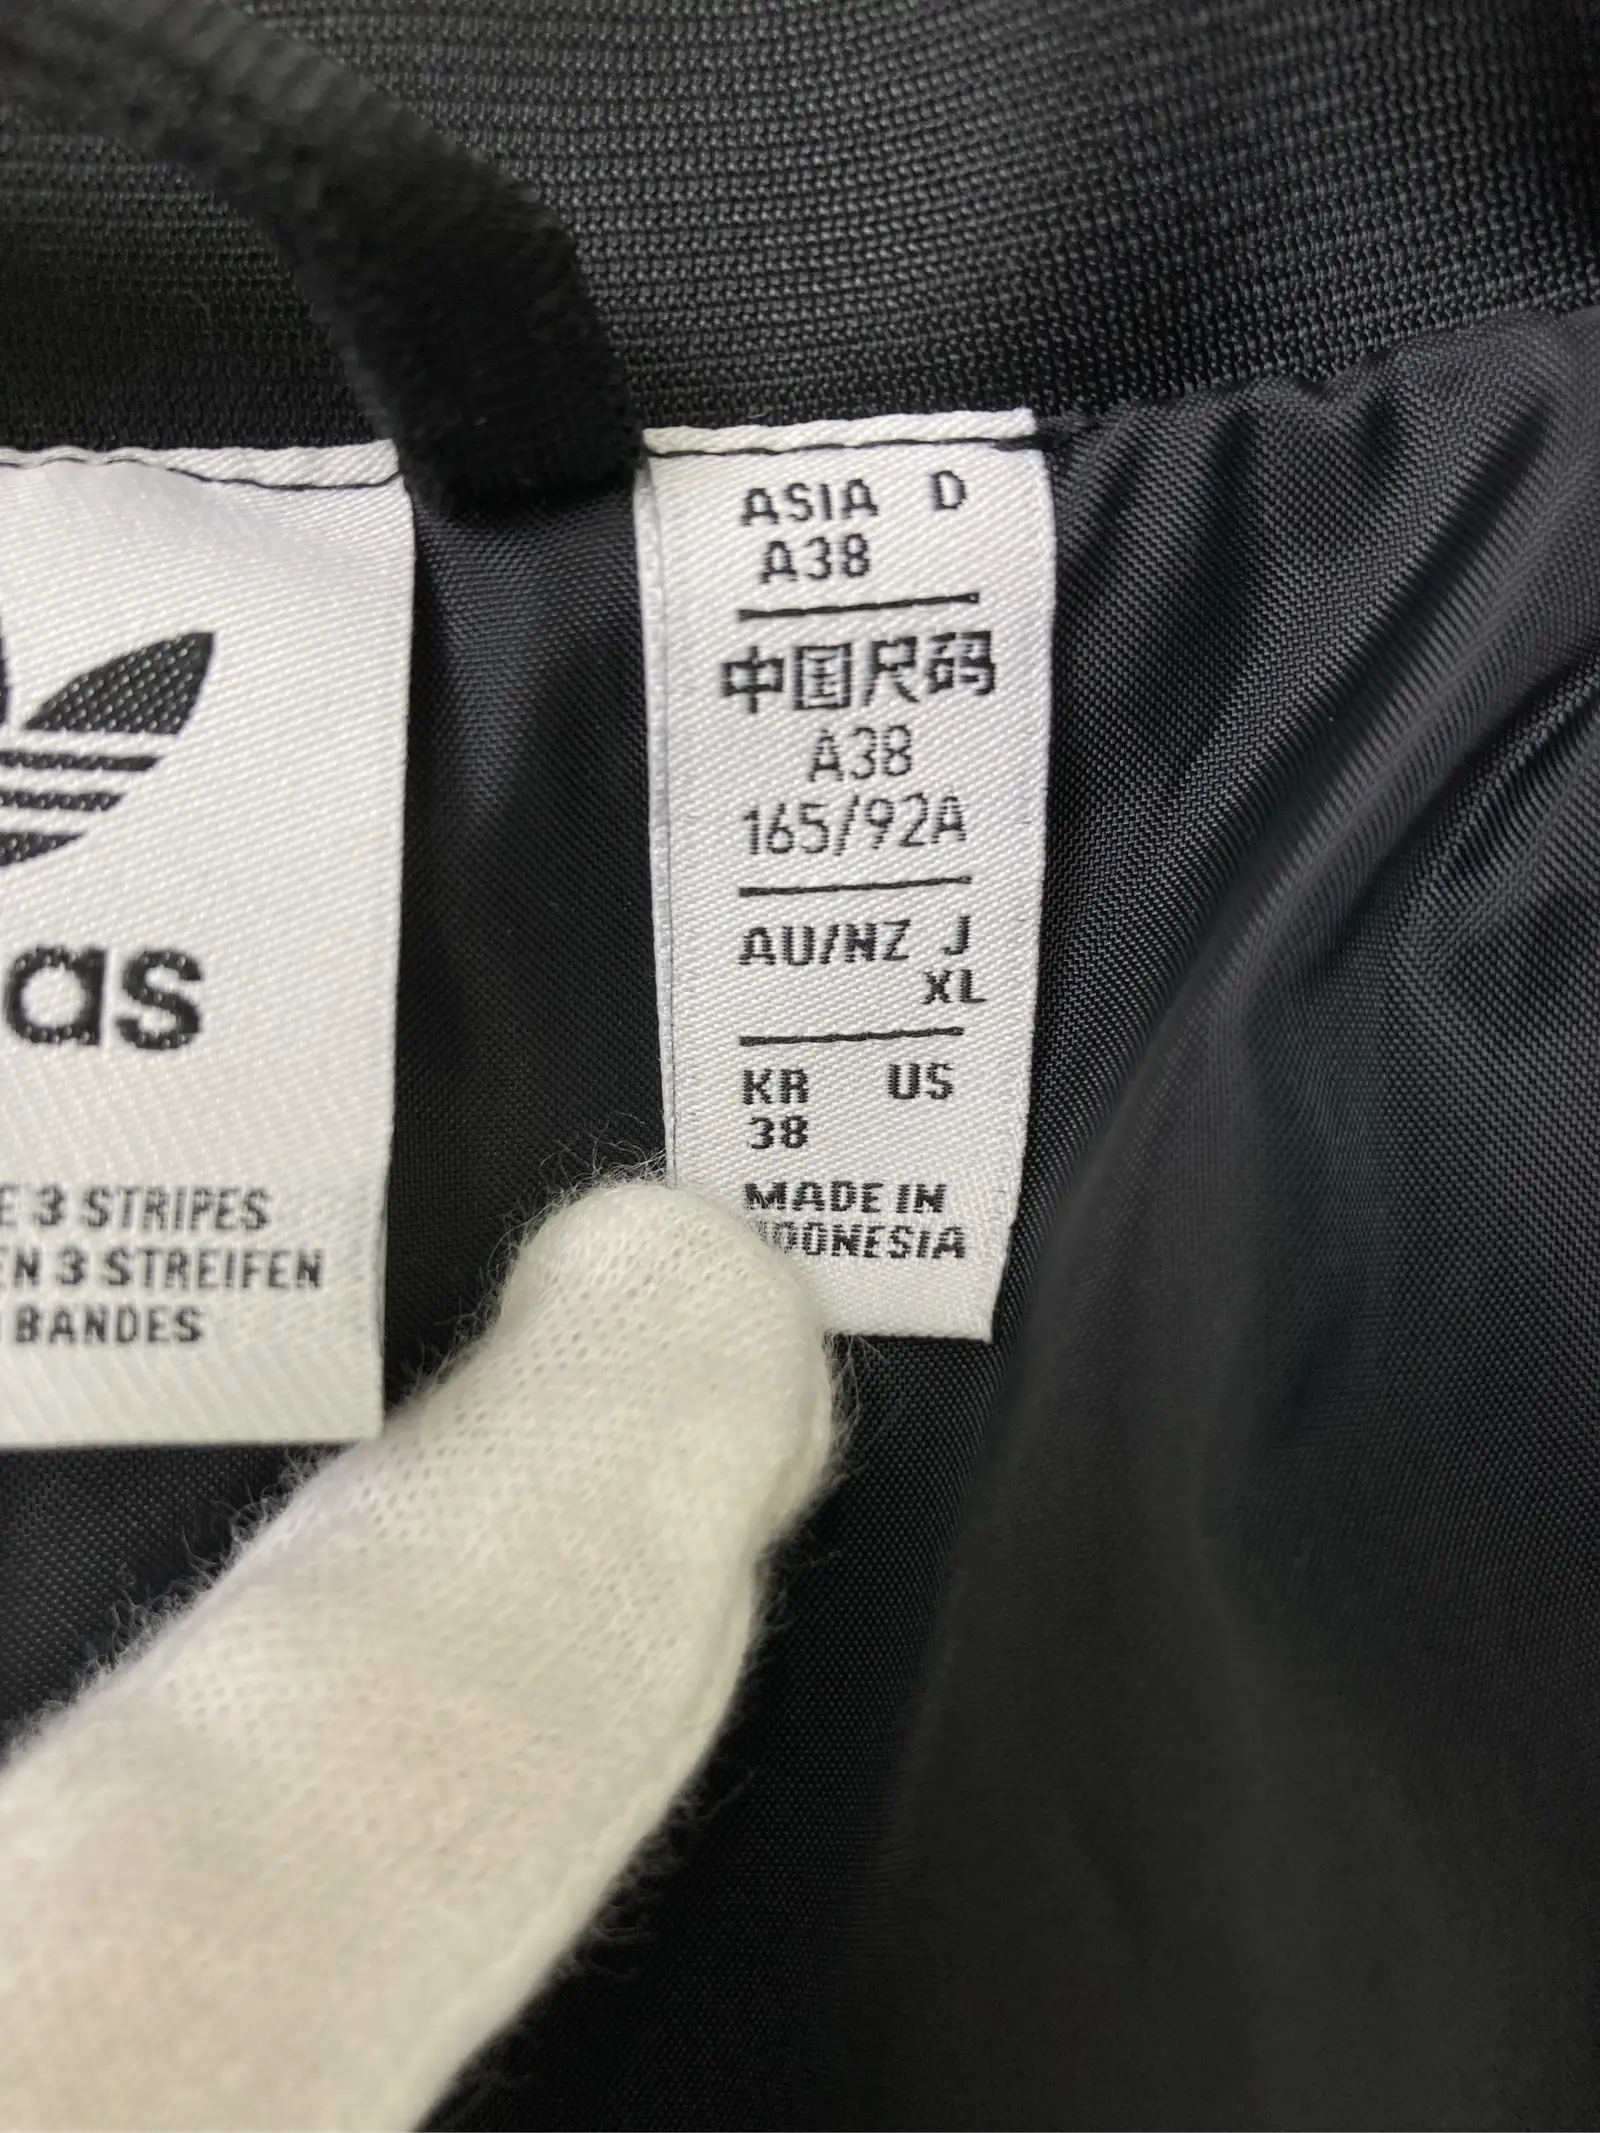 as
E 3 STRIPES
EN 3 STREIFEN
BANDES
ASIA D
A38
中国尺码
A38
165/92A
AU/NZ J
XL
KR US
38
MADE IN
INDONESIA